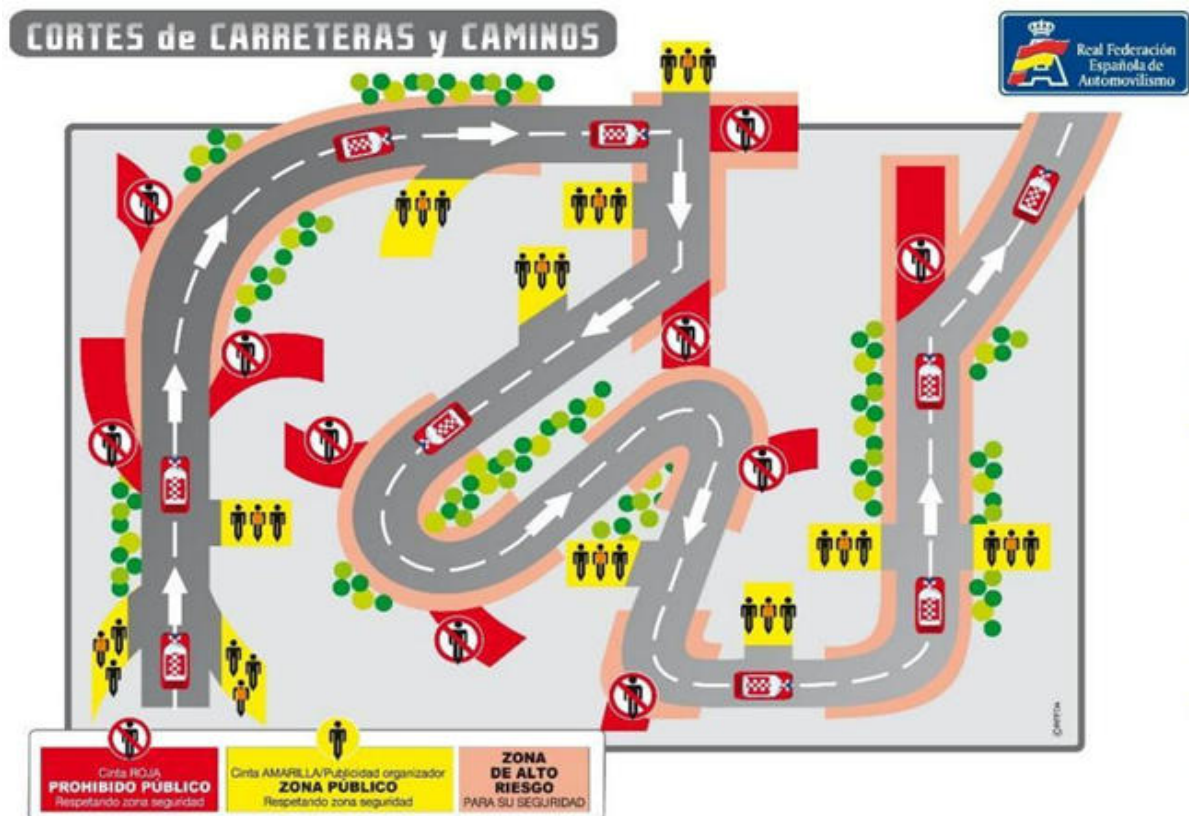 CORTES de CARRETERAS y CAMINOS
Real Federación
Española de
Automovilismo
Cinta ROJA
PROHIBIDO PÚBLICO
Respetando zona seguridad
Cinta AMARILLA/Publicidad organizador
ZONA PÚBLICO
Respetando zona seguridad
ZONA
DE ALTO
RIESGO
PARA SU SEGURIDAD